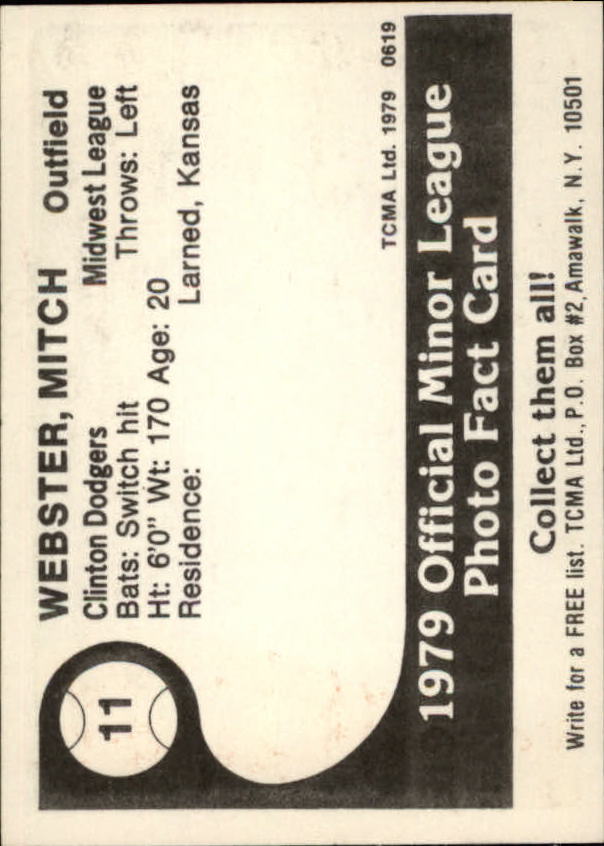 11
WEBSTER, MITCH Outfield
Clinton Dodgers Midwest League
Bats: Switch hit Throws: Left
Ht: 6'0" Wt: 170 Age: 20
Residence: Larned, Kansas
TCMA Ltd. 1979 0619
1979 Official Minor League
Photo Fact Card
Collect them all!
Write for a FREE list. TCMA Ltd., P.O. Box #2, Amawalk, N.Y. 10501